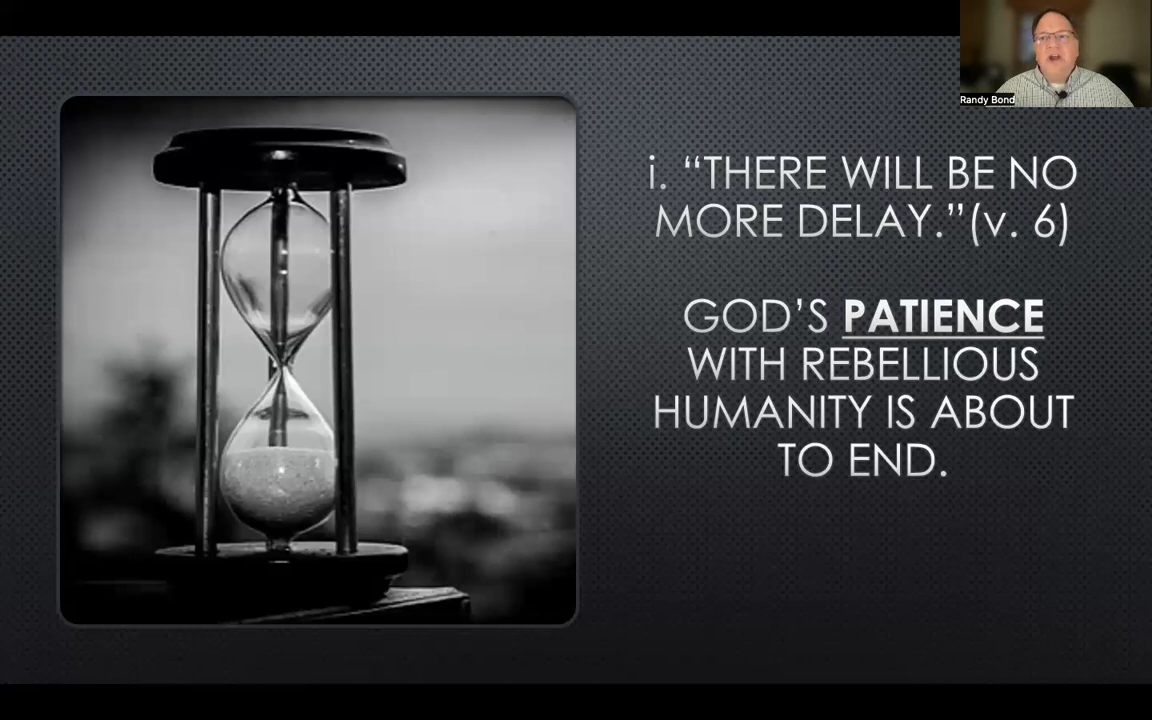 Randy Bond
i. “THERE WILL BE NO
MORE DELAY.”(v. 6)
GOD’S PATIENCE
WITH REBELLIOUS
HUMANITY IS ABOUT
TO END.